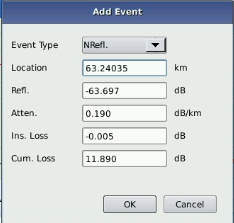 Add Event
Event Type NRefl.
Location 63.24035 km
Refl. -63.697 dB
Atten. 0.190 dB/km
Ins. Loss -0.005 dB
Cum. Loss 11.890 dB
OK Cancel